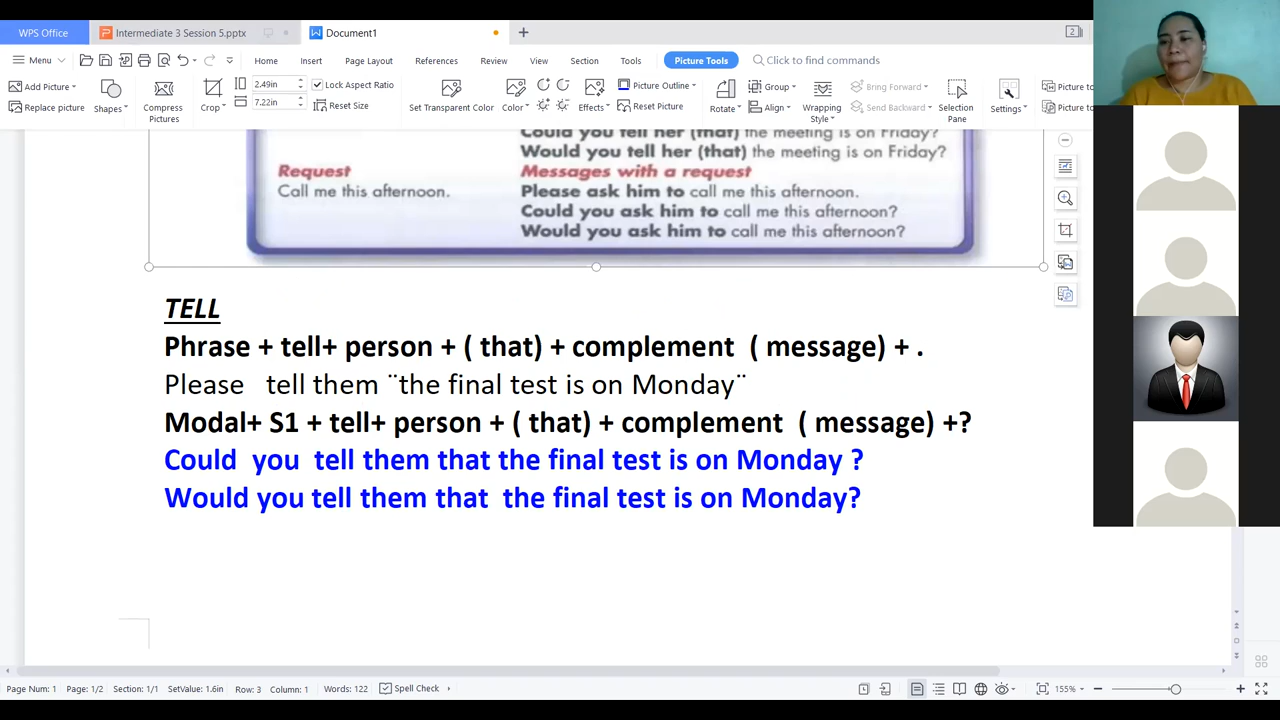 WPS Office
Intermediate 3 Session 5.pptx
Document1
2
Menu
Home
Insert
Page Layout
References
Review
View
Section
Tools
Picture Tools
Click to find commands
Add Picture
Replace picture
Shapes
Compress Pictures
Crop
2.49in
7.22in
Lock Aspect Ratio
Reset Size
Set Transparent Color
Color
Effects
Picture Outline
Reset Picture
Rotate
Group
Align
Wrapping Style
Bring Forward
Send Backward
Selection Pane
Settings
Picture to
Picture to
Could you tell her (that) the meeting is on Friday?
Would you tell her (that) the meeting is on Friday?
Request
Messages with a request
Call me this afternoon.
Please ask him to call me this afternoon.
Could you ask him to call me this afternoon?
Would you ask him to call me this afternoon?
TELL
Phrase + tell+ person + ( that) + complement ( message) + .
Please tell them ¨the final test is on Monday¨
Modal+ S1 + tell+ person + ( that) + complement ( message) +?
Could you tell them that the final test is on Monday ?
Would you tell them that the final test is on Monday?
Page Num: 1
Page: 1/2
Section: 1/1
SetValue: 1.6in
Row: 3
Column: 1
Words: 122
Spell Check
155%